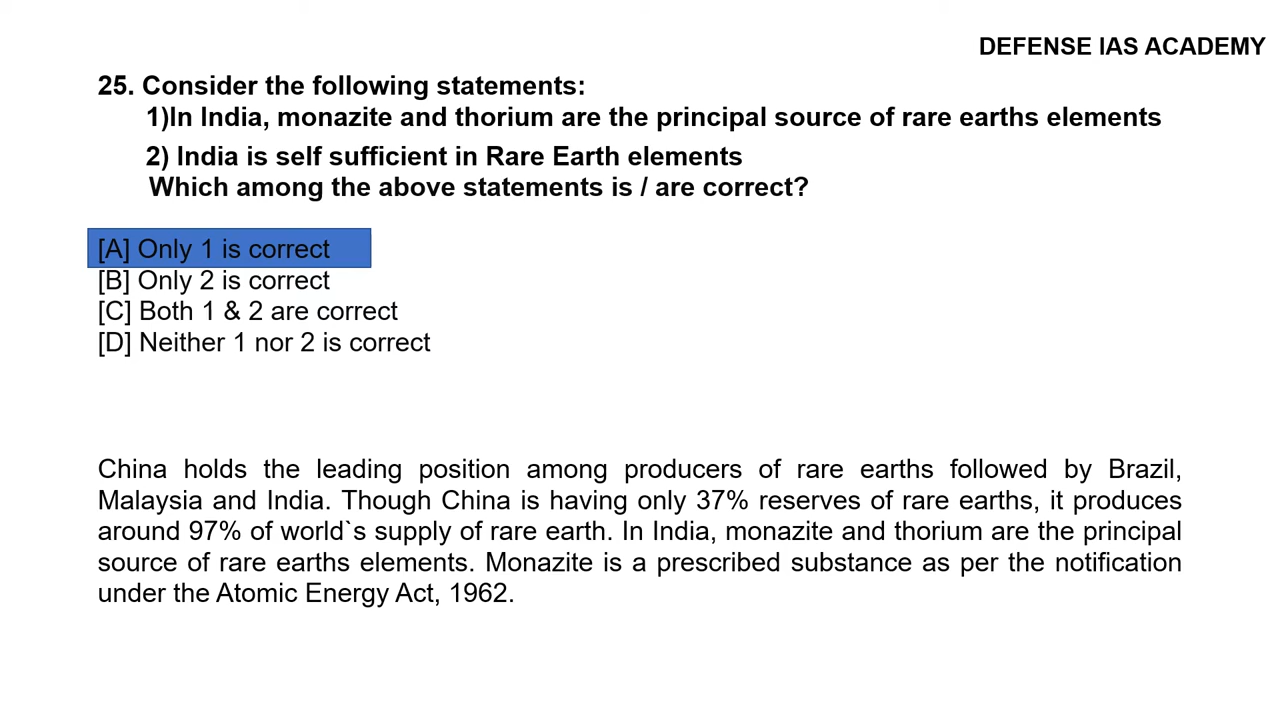 DEFENSE IAS ACADEMY
25. Consider the following statements:
1)In India, monazite and thorium are the principal source of rare earths elements
2) India is self sufficient in Rare Earth elements
Which among the above statements is / are correct?
[A] Only 1 is correct
[B] Only 2 is correct
[C] Both 1 & 2 are correct
[D] Neither 1 nor 2 is correct
China holds the leading position among producers of rare earths followed by Brazil,
Malaysia and India. Though China is having only 37% reserves of rare earths, it produces
around 97% of world`s supply of rare earth. In India, monazite and thorium are the principal
source of rare earths elements. Monazite is a prescribed substance as per the notification
under the Atomic Energy Act, 1962.